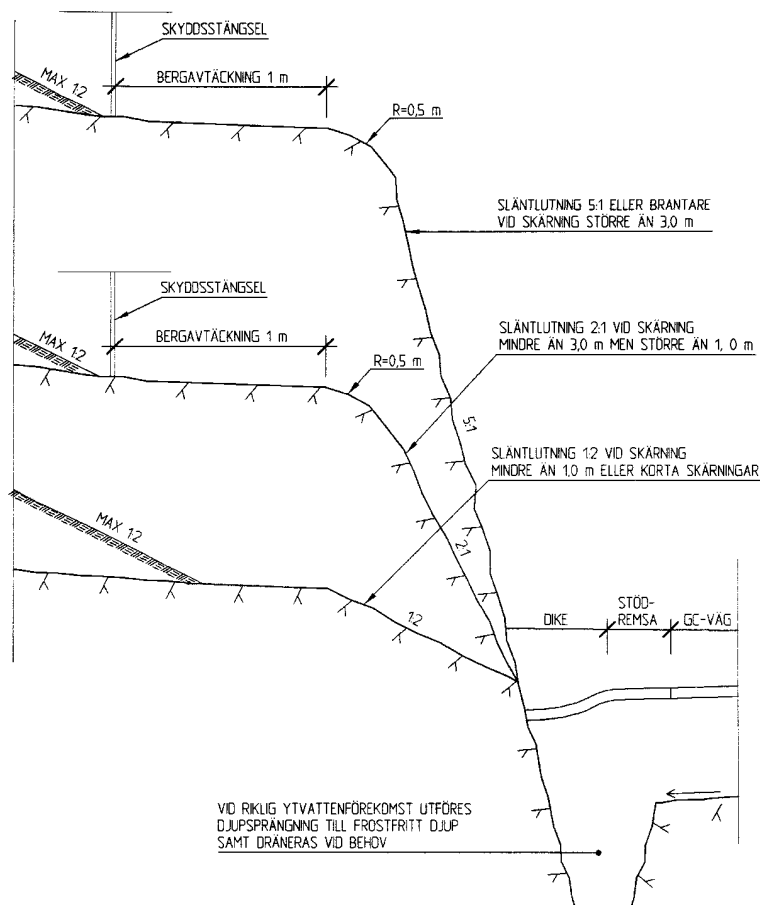 SKYDDSSTÄNGSEL
MAX 1:2
BERGAVTÄCKNING 1 m
R=0,5 m
SLÄNTLUTNING 5:1 ELLER BRANTARE
VID SKÄRNING STÖRRE ÄN 3,0 m
SKYDDSSTÄNGSEL
MAX 1:2
BERGAVTÄCKNING 1 m
R=0,5 m
SLÄNTLUTNING 2:1 VID SKÄRNING
MINDRE ÄN 3,0 m MEN STÖRRE ÄN 1, 0 m
5:1
SLÄNTLUTNING 1:2 VID SKÄRNING
MINDRE ÄN 1,0 m ELLER KORTA SKÄRNINGAR
MAX 1:2
2:1
1:2
DIKE
STÖD-
REMSA
GC-VÄG
VID RIKLIG YTVATTENFÖREKOMST UTFÖRES
DJUPSPRÄNGNING TILL FROSTFRITT DJUP
SAMT DRÄNERAS VID BEHOV